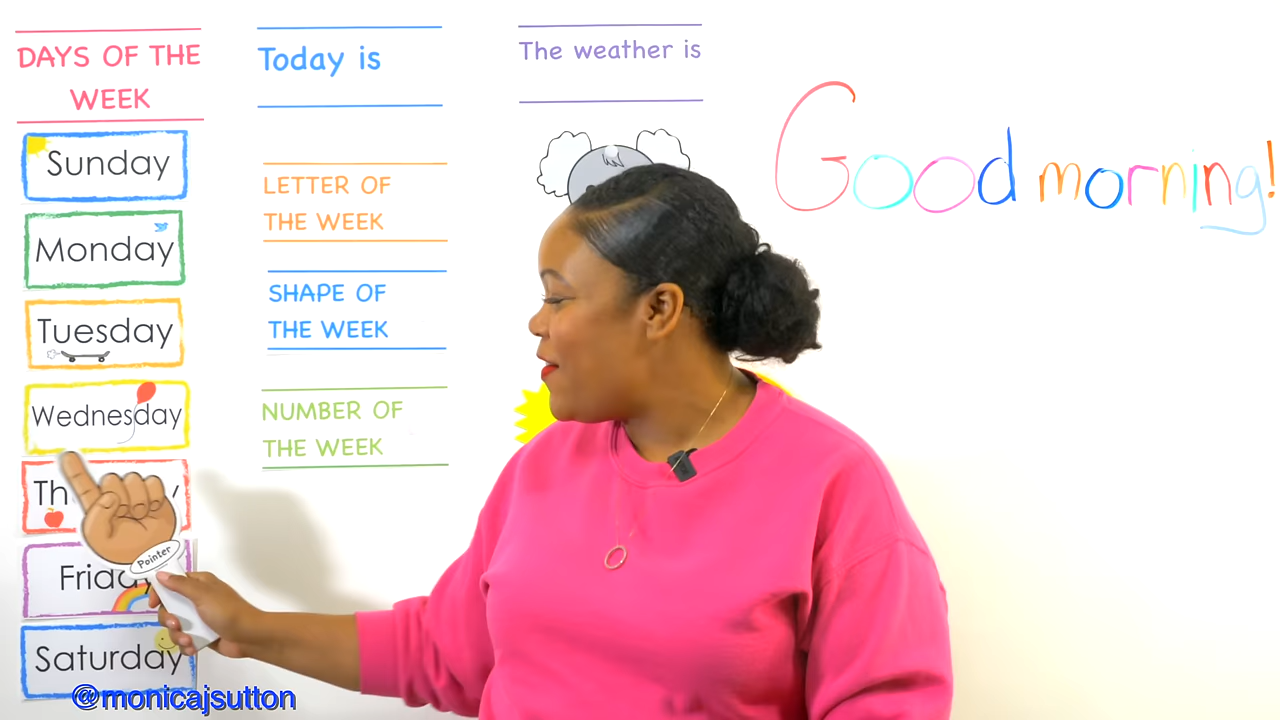 DAYS OF THE
WEEK
Sunday
Monday
Tuesday
Wednesday
Friday
Saturday
Today is
LETTER OF
THE WEEK
SHAPE OF
THE WEEK
NUMBER OF
THE WEEK
The weather is
Good morning!
Pointer
@monicajsutton